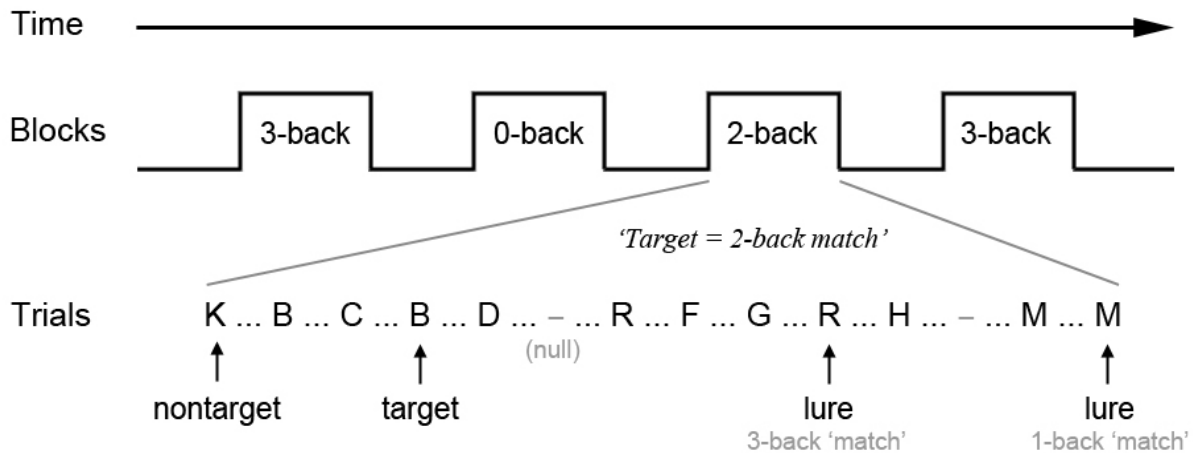 Time
Blocks 3-back 0-back 2-back 3-back
‘Target = 2-back match’
Trials K ... B ... C ... B ... D ... – ... R ... F ... G ... R ... H ... – ... M ... M
(null)
nontarget target lure lure
3-back ‘match’ 1-back ‘match’